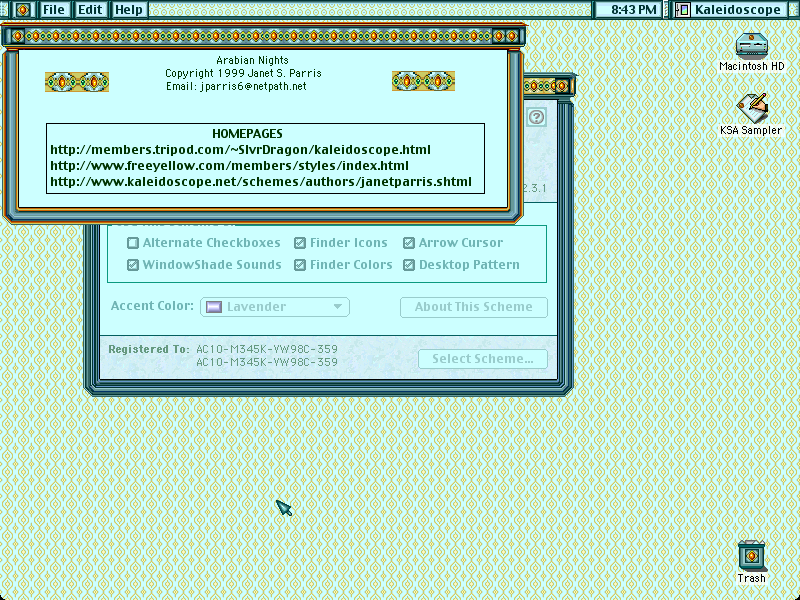 File Edit Help 8:43 PM Kaleidoscope
Arabian Nights
Copyright 1999 Janet S. Parris
Email: jparris6@netpath.net
HOMEPAGES
http://members.tripod.com/~SlvrDragon/kaleidoscope.html
http://www.freeyellow.com/members/styles/index.html
http://www.kaleidoscope.net/schemes/authors/janetparris.shtml
Macintosh HD
KSA Sampler
2.3.1
Alternate Checkboxes Finder Icons Arrow Cursor
WindowShade Sounds Finder Colors Desktop Pattern
Accent Color: Lavender About This Scheme
Registered To: AC10-M345K-VW98C-359
AC10-M345K-VW98C-359
Select Scheme...
Trash